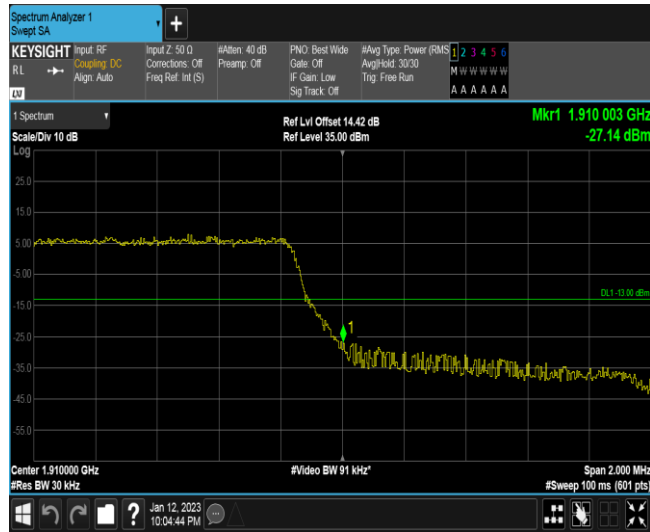 Spectrum Analyzer 1
Swept SA
+
KEYSIGHT Input: RF Input Z: 50 Ω #Atten: 40 dB PNO: Best Wide #Avg Type: Power (RMS 1 2 3 4 5 6
RL Coupling: DC Corrections: Off Preamp: Off Gate: Off Avg|Hold: 30/30 M W W W W W
Align: Auto Freq Ref: Int (S) IF Gain: Low Trig: Free Run
LXI Sig Track: Off A A A A A A
1 Spectrum Ref Lvl Offset 14.42 dB Mkr1 1.910 003 GHz
Scale/Div 10 dB Ref Level 35.00 dBm -27.14 dBm
Log
25.0
15.0
5.00
-5.00
DL1 -13.00 dBm
-15.0
1
-25.0
-35.0
-45.0
-55.0
Center 1.910000 GHz #Video BW 91 kHz* Span 2.000 MHz
#Res BW 30 kHz #Sweep 100 ms (601 pts)
? Jan 12, 2023
10:04:44 PM